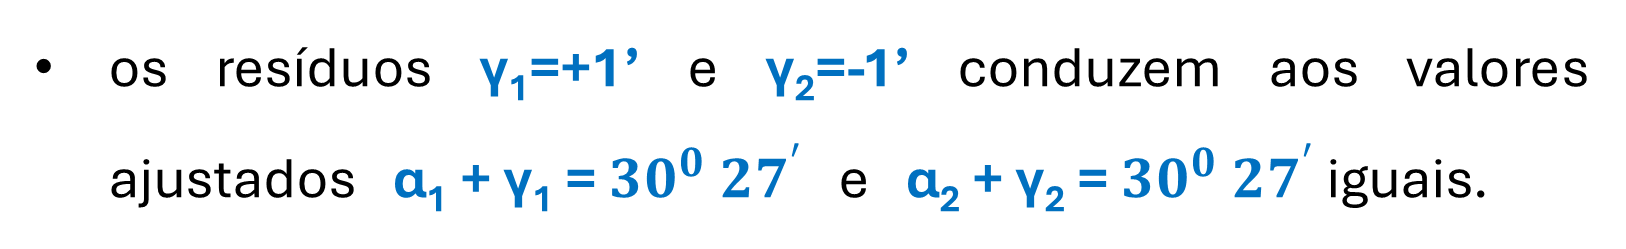 • os resíduos γ₁=+1’ e γ₂=-1’ conduzem aos valores
ajustados α₁ + γ₁ = 30⁰ 27′ e α₂ + γ₂ = 30⁰ 27′ iguais.